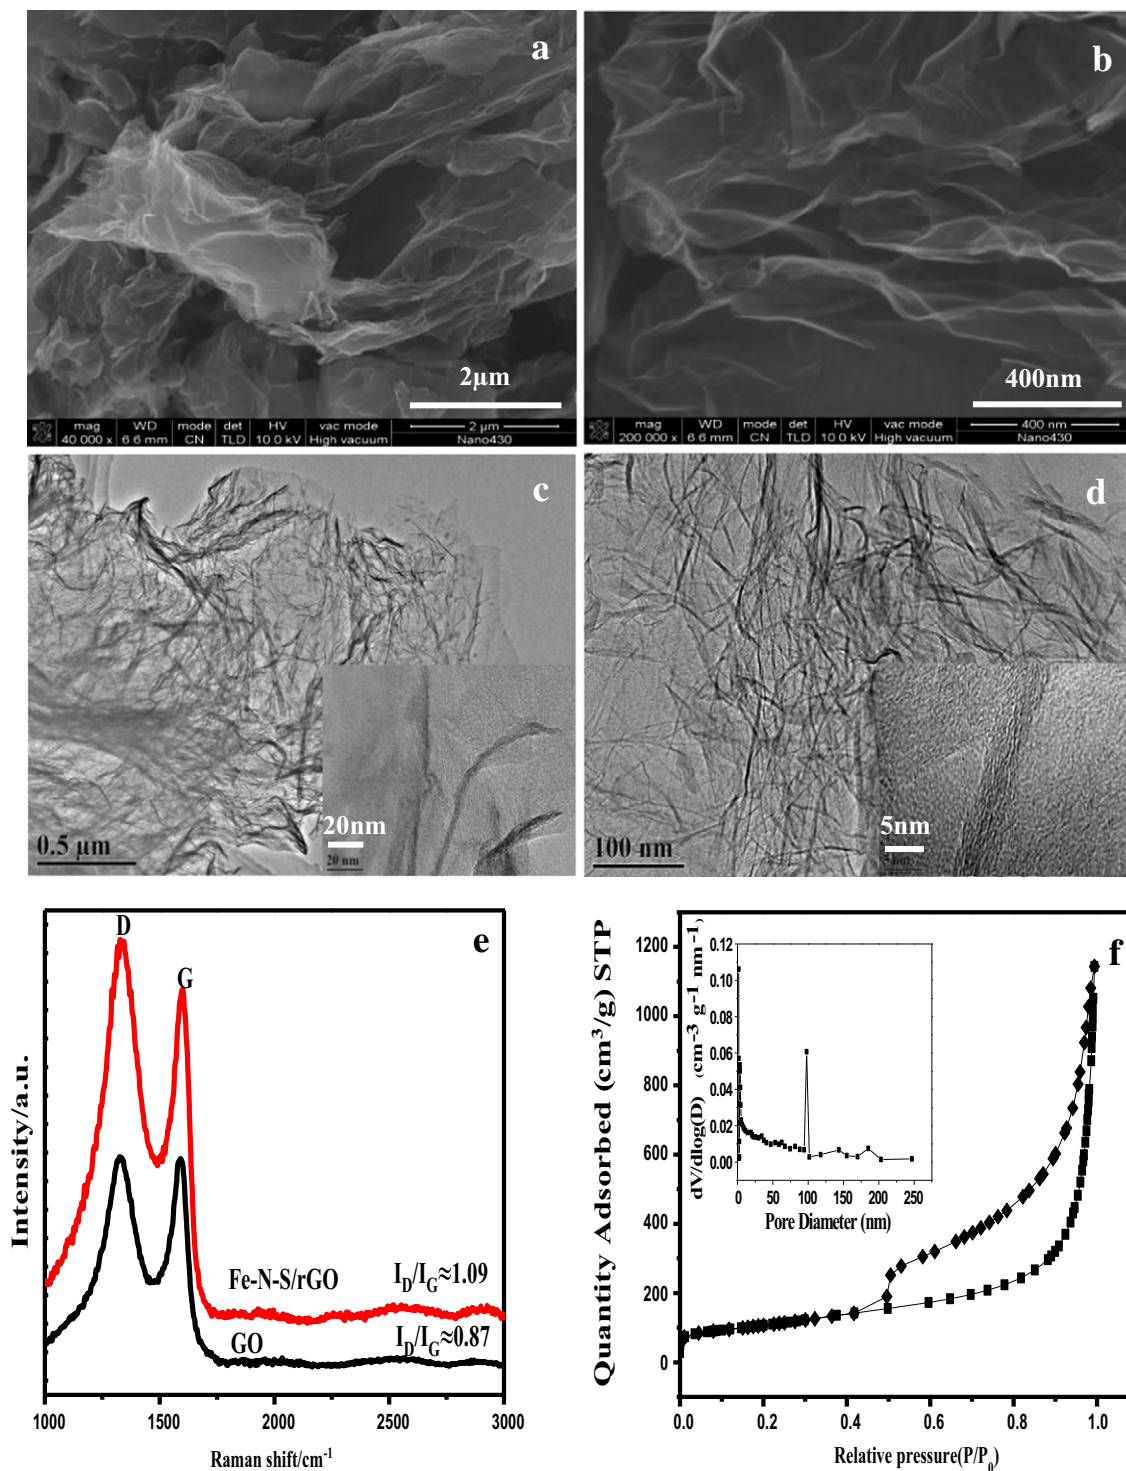 a
2μm
mag WD mode det HV vac mode 2 μm
40 000 x 6.6 mm CN TLD 10.0 kV High vacuum Nano430
b
400nm
mag WD mode det HV vac mode 400 nm
200 000 x 6.6 mm CN TLD 10.0 kV High vacuum Nano430
c
0.5 μm
20nm
20 nm
d
100 nm
5nm
e
D
G
Fe-N-S/rGO I_D/I_G≈1.09
GO I_D/I_G≈0.87
Intensity/a.u.
1000 1500 2000 2500 3000
Raman shift/cm⁻¹
f
Quantity Adsorbed (cm³/g) STP
1200
1000
800
600
400
200
0
0.0 0.2 0.4 0.6 0.8 1.0
Relative pressure(P/P₀)
dV/dlog(D) (cm⁻³ g⁻¹ nm⁻¹)
0.12
0.10
0.08
0.06
0.04
0.02
0.00
0 50 100 150 200 250
Pore Diameter (nm)